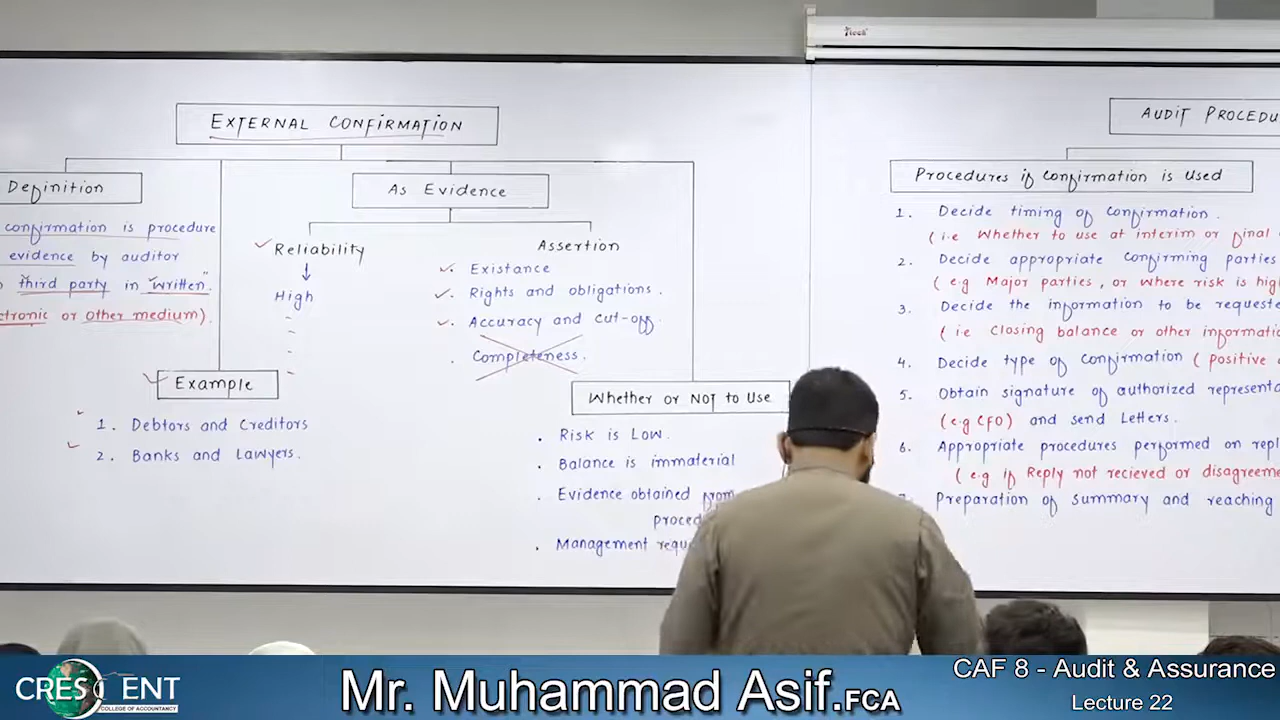 EXTERNAL CONFIRMATION
Definition
confirmation is procedure
evidence by auditor
third party in "written"
ctronic or other medium).
Example
1. Debtors and Creditors
2. Banks and Lawyers.
As Evidence
Reliability
High
Assertion
Existance
Rights and obligations.
Accuracy and cut-off.
Completeness.
Whether or NOT to Use
. Risk is Low.
. Balance is immaterial
. Evidence obtained from
proced
. Management requ
AUDIT PROCEDU
Procedures if Confirmation is Used
1. Decide timing of confirmation.
(i.e Whether to use at interim or final
2. Decide appropriate confirming parties
(e.g Major parties, or where risk is hig
3. Decide the information to be requeste
(ie Closing balance or other informatio
4. Decide type of confirmation (positive
5. Obtain signature of authorized representa
(e.g CFO) and send Letters.
6. Appropriate procedures performed on repl
(e.g if Reply not recieved or disagreeme
Preparation of summary and reaching
CRESCENT
COLLEGE OF ACCOUNTANCY
Mr. Muhammad Asif.FCA
CAF 8 - Audit & Assurance
Lecture 22